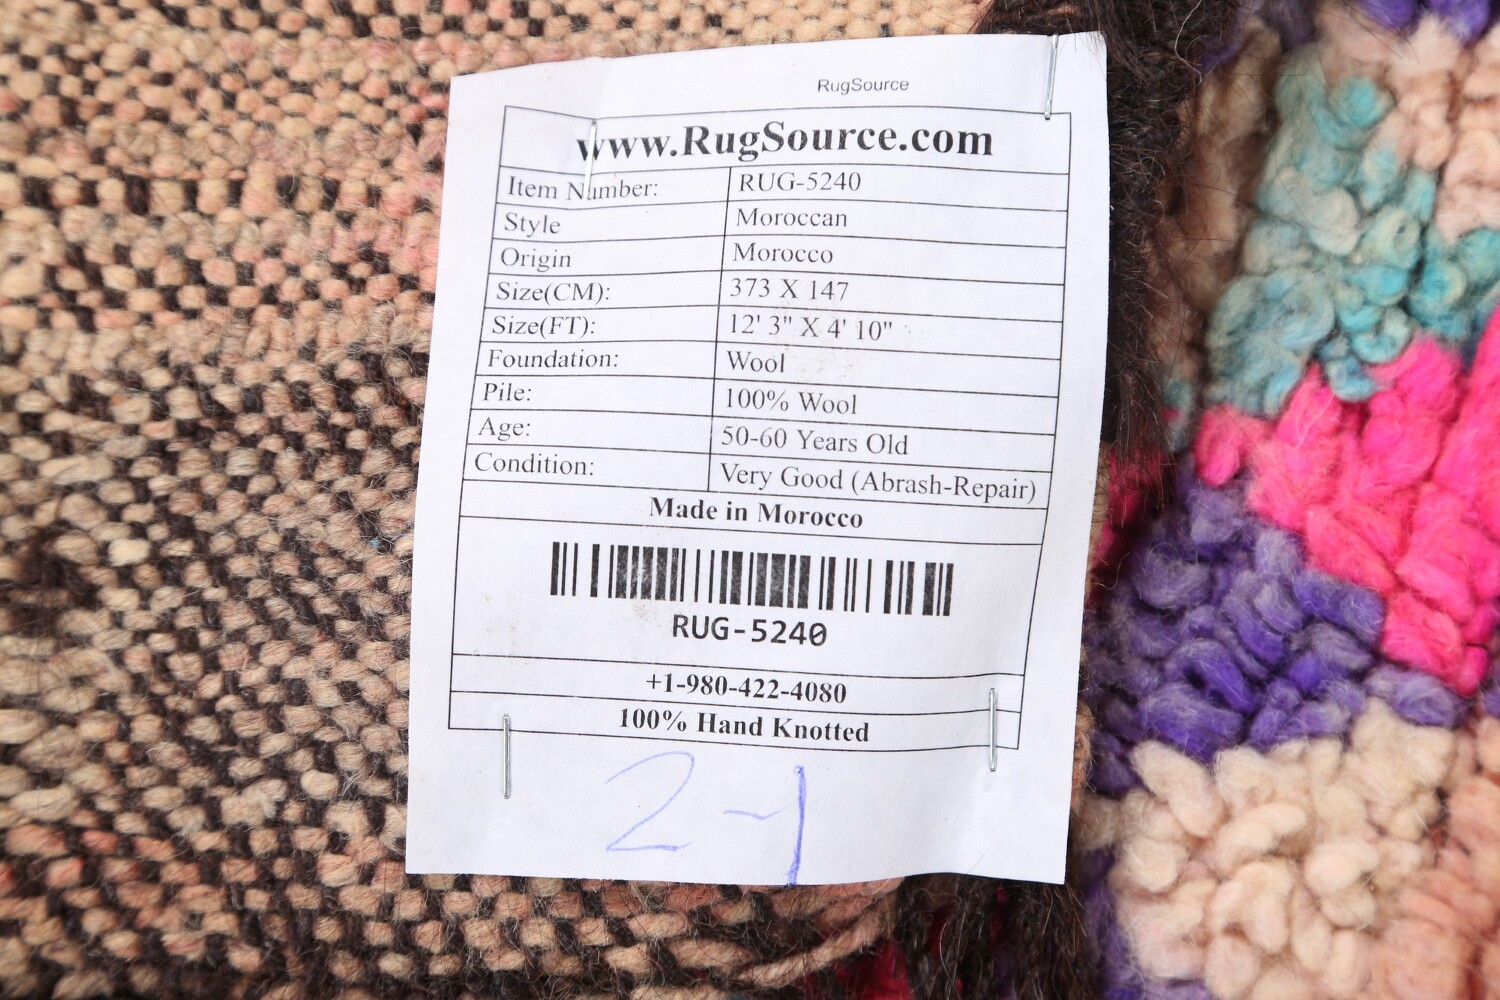 RugSource
www.RugSource.com
Item Number: RUG-5240
Style Moroccan
Origin Morocco
Size(CM): 373 X 147
Size(FT): 12' 3" X 4' 10"
Foundation: Wool
Pile: 100% Wool
Age: 50-60 Years Old
Condition: Very Good (Abrash-Repair)
Made in Morocco
RUG-5240
+1-980-422-4080
100% Hand Knotted
2-1